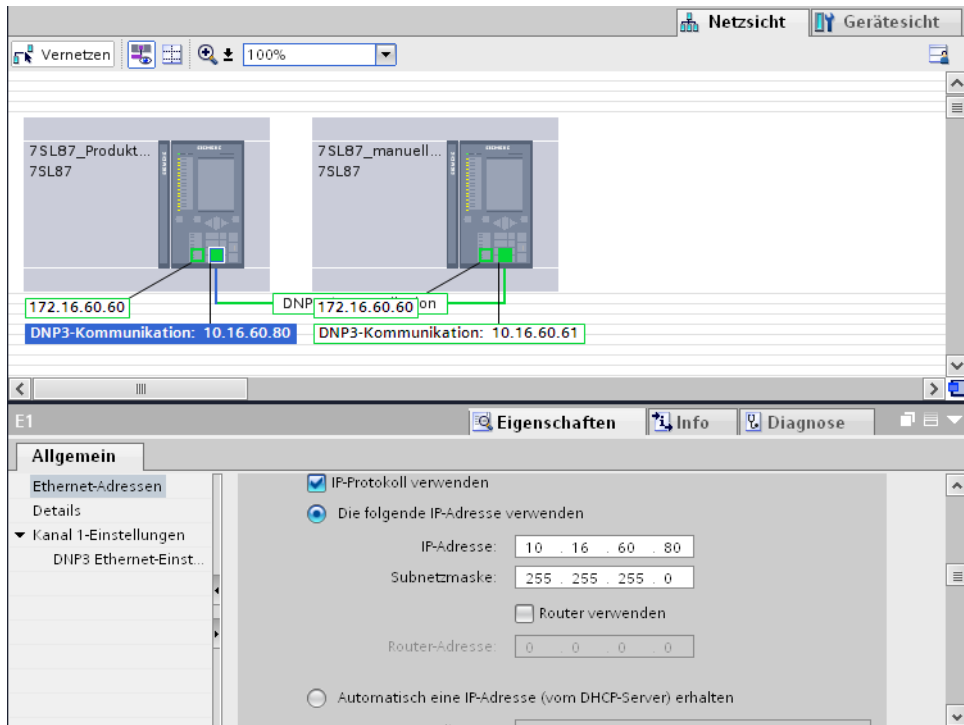 Netzsicht
Gerätesicht
Vernetzen
100%
7SL87_Produkt...
7SL87
7SL87_manuell...
7SL87
SIEMENS
SIEMENS
172.16.60.60
172.16.60.60
DNP3-Kommunikation: 10.16.60.80
DNP3-Kommunikation: 10.16.60.61
E1
Eigenschaften
Info
Diagnose
Allgemein
Ethernet-Adressen
Details
Kanal 1-Einstellungen
DNP3 Ethernet-Einst...
IP-Protokoll verwenden
Die folgende IP-Adresse verwenden
IP-Adresse: 10 . 16 . 60 . 80
Subnetzmaske: 255 . 255 . 255 . 0
Router verwenden
Router-Adresse: 0 . 0 . 0 . 0
Automatisch eine IP-Adresse (vom DHCP-Server) erhalten